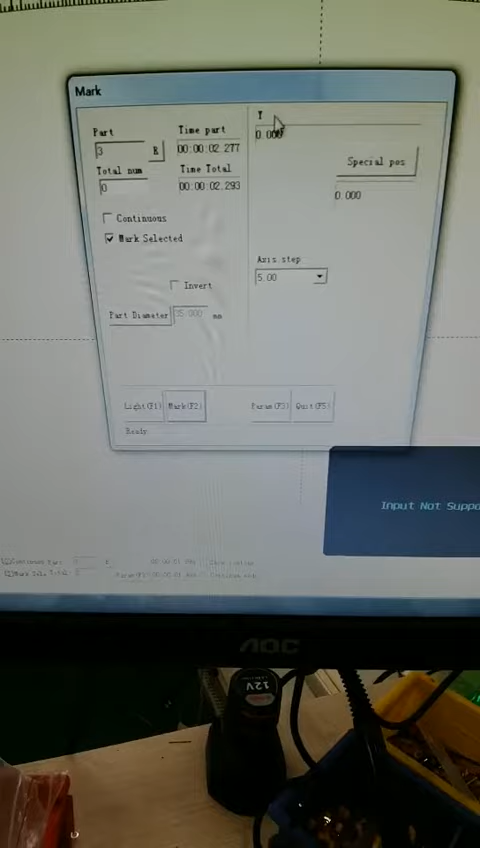 Mark
Part
3
R
Time part
00:00:02.277
Total num
0
Time Total
00:00:02.293
Continuous
Mark Selected
Invert
Part Diameter
35.000
mm
Y
0.000
Special pos
0.000
Axis step
5.00
Light(F1)
Mark(F2)
Param(F3)
Quit(F5)
Ready
Input Not Suppo
AOC
12V